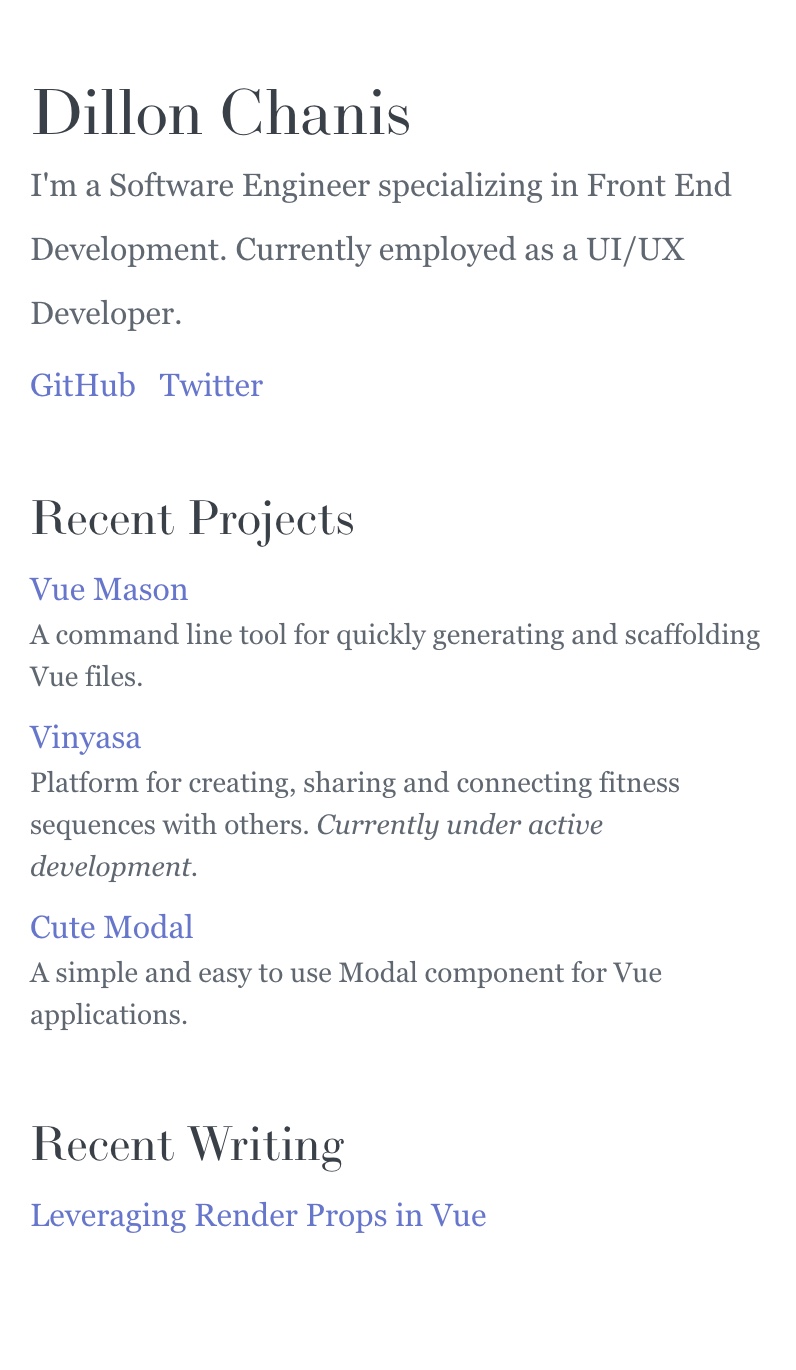 Dillon Chanis
I'm a Software Engineer specializing in Front End
Development. Currently employed as a UI/UX
Developer.
GitHub Twitter
Recent Projects
Vue Mason
A command line tool for quickly generating and scaffolding
Vue files.
Vinyasa
Platform for creating, sharing and connecting fitness
sequences with others. Currently under active
development.
Cute Modal
A simple and easy to use Modal component for Vue
applications.
Recent Writing
Leveraging Render Props in Vue